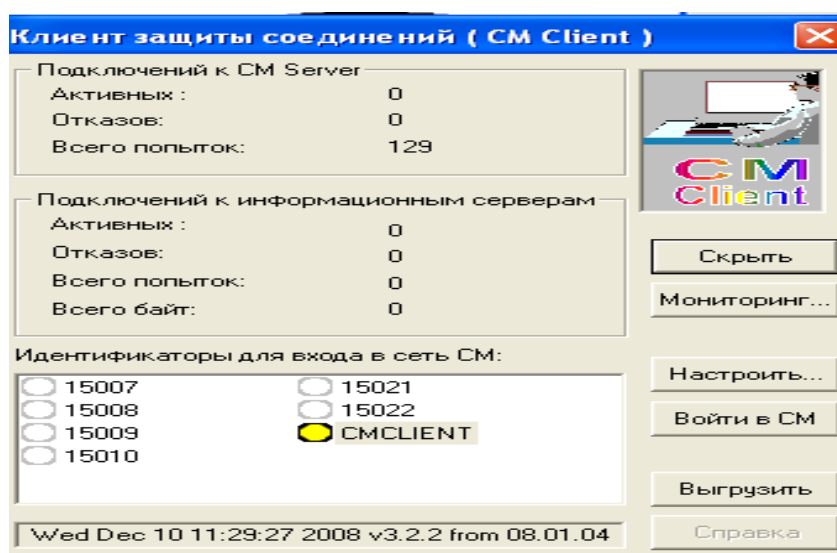 Клиент защиты соединений ( CM Client )
Подключений к CM Server
Активных : 0
Отказов: 0
Всего попыток: 129
CM
Client
Подключений к информационным серверам
Активных : 0
Отказов: 0
Всего попыток: 0
Всего байт: 0
Скрыть
Мониторинг...
Идентификаторы для входа в сеть CM:
15007 15021
15008 15022
15009 CMCLIENT
15010
Настроить...
Войти в CM
Выгрузить
Wed Dec 10 11:29:27 2008 v3.2.2 from 08.01.04
Справка